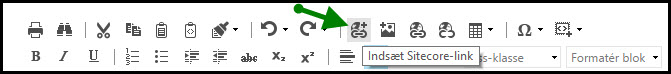 Indsæt Sitecore-link
B I U abc x₂ x² s-klasse Formatér blok